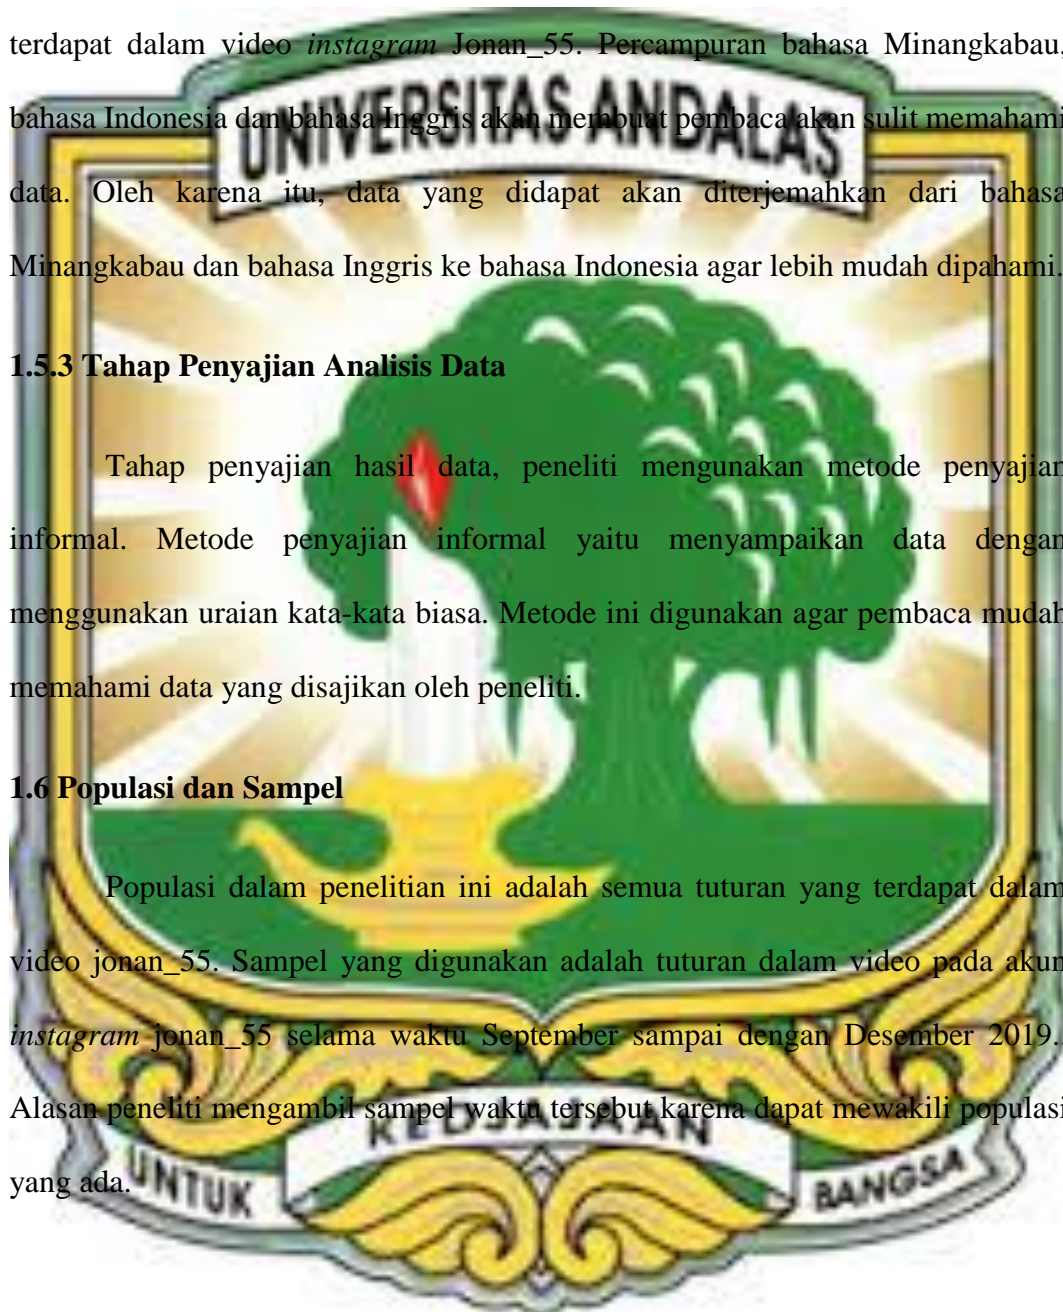 terdapat dalam video instagram Jonan_55. Percampuran bahasa Minangkabau,
bahasa Indonesia dan bahasa Inggris akan membuat pembaca akan sulit memahami
UNIVERSITAS ANDALAS
data. Oleh karena itu, data yang didapat akan diterjemahkan dari bahasa
Minangkabau dan bahasa Inggris ke bahasa Indonesia agar lebih mudah dipahami.
1.5.3 Tahap Penyajian Analisis Data
Tahap penyajian hasil data, peneliti mengunakan metode penyajian
informal. Metode penyajian informal yaitu menyampaikan data dengan
menggunakan uraian kata-kata biasa. Metode ini digunakan agar pembaca mudah
memahami data yang disajikan oleh peneliti.
1.6 Populasi dan Sampel
Populasi dalam penelitian ini adalah semua tuturan yang terdapat dalam
video jonan_55. Sampel yang digunakan adalah tuturan dalam video pada akun
instagram jonan_55 selama waktu September sampai dengan Desember 2019..
Alasan peneliti mengambil sampel waktu tersebut karena dapat mewakili populasi
yang ada.
UNTUK KEDJAJAAN BANGSA